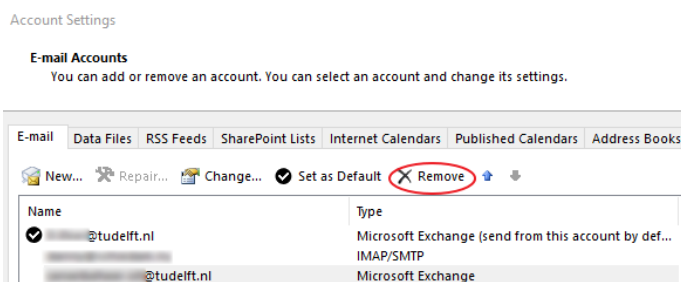 Account Settings
E-mail Accounts
You can add or remove an account. You can select an account and change its settings.
E-mail Data Files RSS Feeds SharePoint Lists Internet Calendars Published Calendars Address Books
New... Repair... Change... Set as Default Remove
Name Type
@tudelft.nl Microsoft Exchange (send from this account by def...
IMAP/SMTP
@tudelft.nl Microsoft Exchange